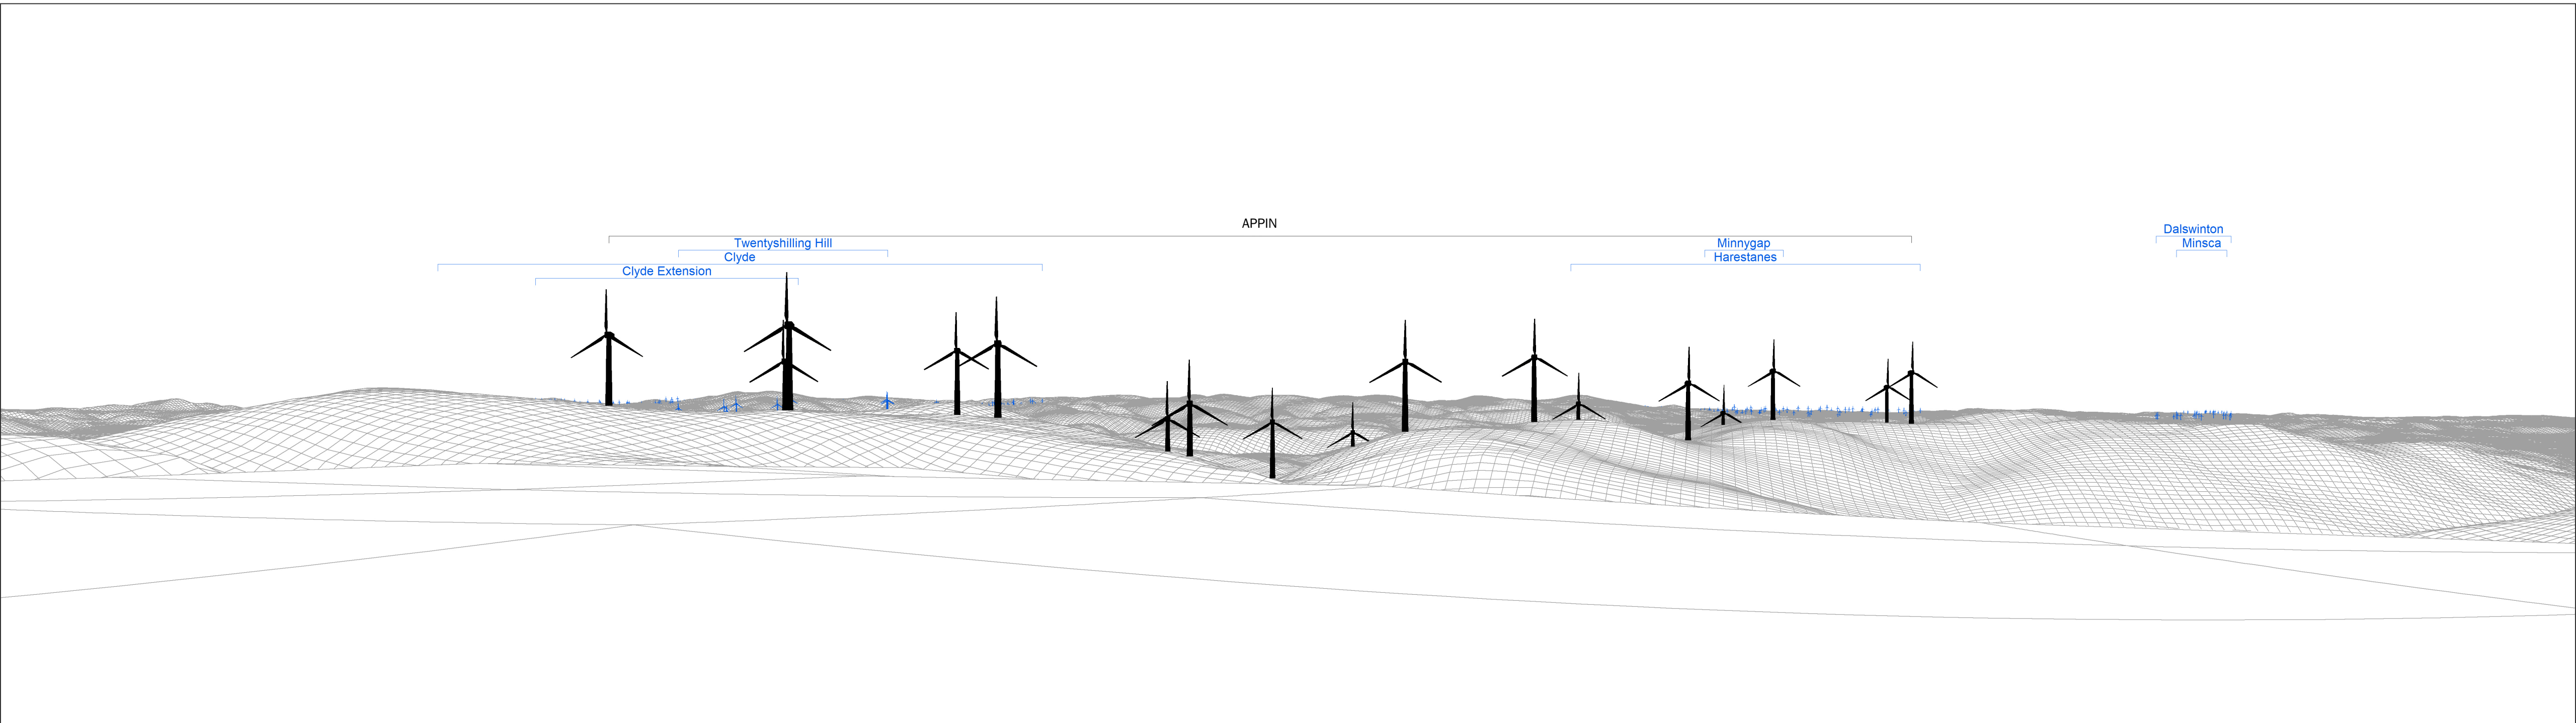 APPIN
Twentyshilling Hill
Clyde
Clyde Extension
Minnygap
Harestanes
Dalswinton
Minsca